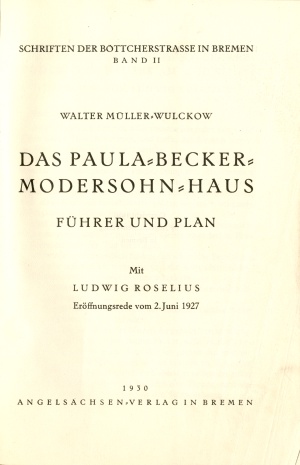 SCHRIFTEN DER BÖTTCHERSTRASSE IN BREMEN
BAND II
WALTER MÜLLER-WULCKOW
DAS PAULA-BECKER-
MODERSOHN-HAUS
FÜHRER UND PLAN
Mit
LUDWIG ROSELIUS
Eröffnungsrede vom 2. Juni 1927
1930
ANGELSACHSEN-VERLAG IN BREMEN